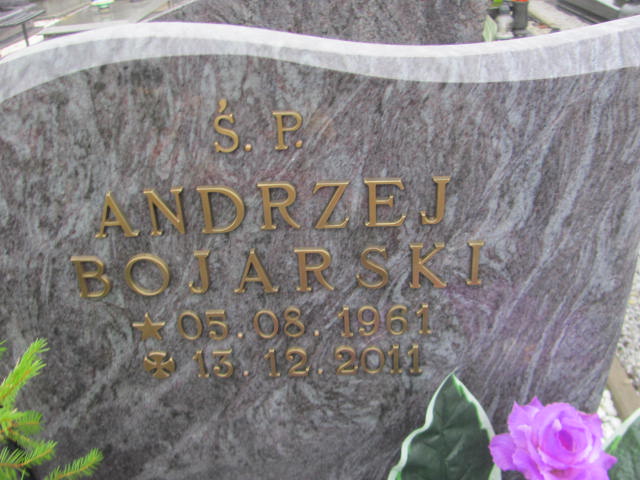 Ś. P.
ANDRZEJ
BOJARSKI
★ 05.08.1961
✠ 13.12.2011